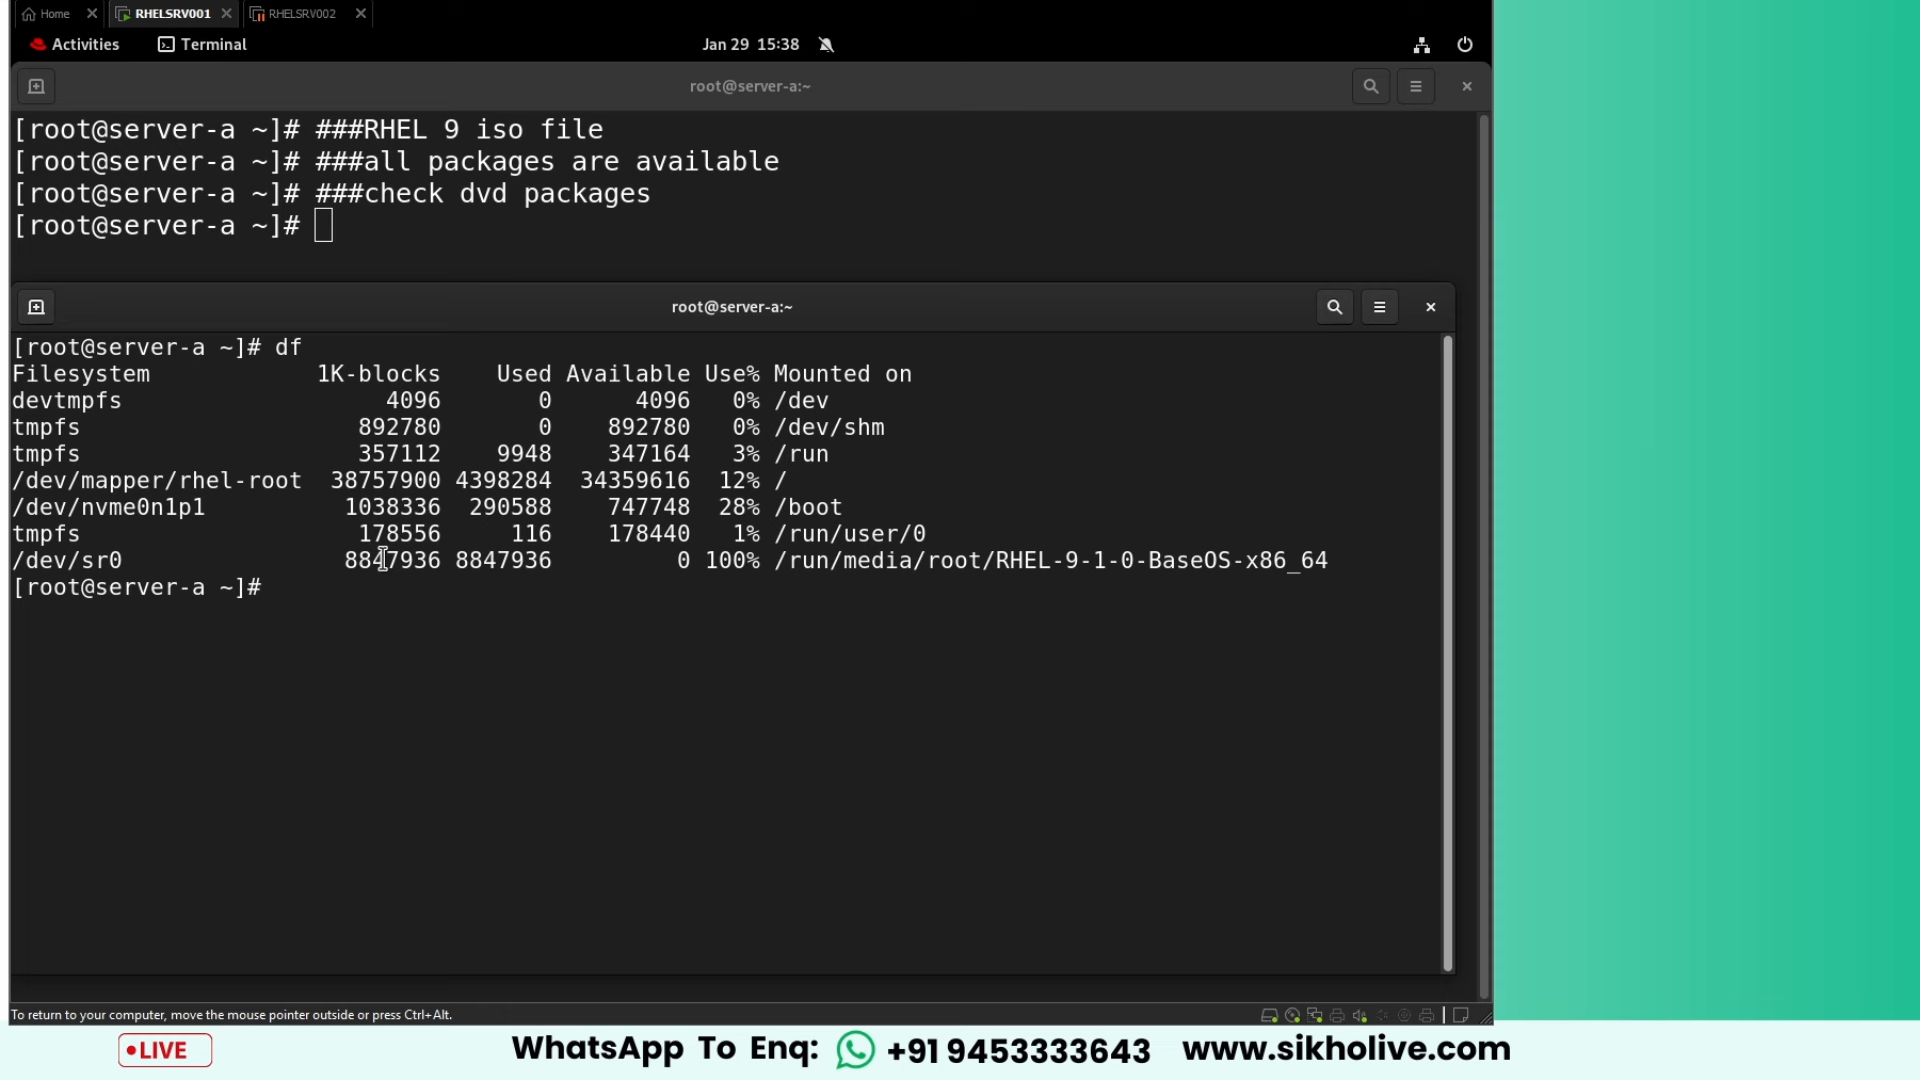 Home RHELSRV001 RHELSRV002
Activities Terminal Jan 29 15:38
root@server-a:~
[root@server-a ~]# ###RHEL 9 iso file
[root@server-a ~]# ###all packages are available
[root@server-a ~]# ###check dvd packages
[root@server-a ~]#
root@server-a:~
[root@server-a ~]# df
Filesystem 1K-blocks Used Available Use% Mounted on
devtmpfs 4096 0 4096 0% /dev
tmpfs 892780 0 892780 0% /dev/shm
tmpfs 357112 9948 347164 3% /run
/dev/mapper/rhel-root 38757900 4398284 34359616 12% /
/dev/nvme0n1p1 1038336 290588 747748 28% /boot
tmpfs 178556 116 178440 1% /run/user/0
/dev/sr0 8847936 8847936 0 100% /run/media/root/RHEL-9-1-0-BaseOS-x86_64
[root@server-a ~]#
To return to your computer, move the mouse pointer outside or press Ctrl+Alt.
LIVE WhatsApp To Enq: +91 9453333643 www.sikholive.com